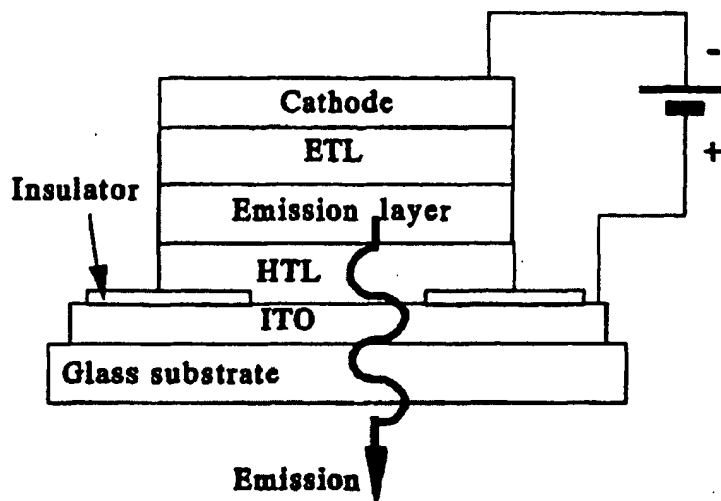 -
Cathode
+
ETL
Insulator
Emission layer
HTL
ITO
Glass substrate
Emission